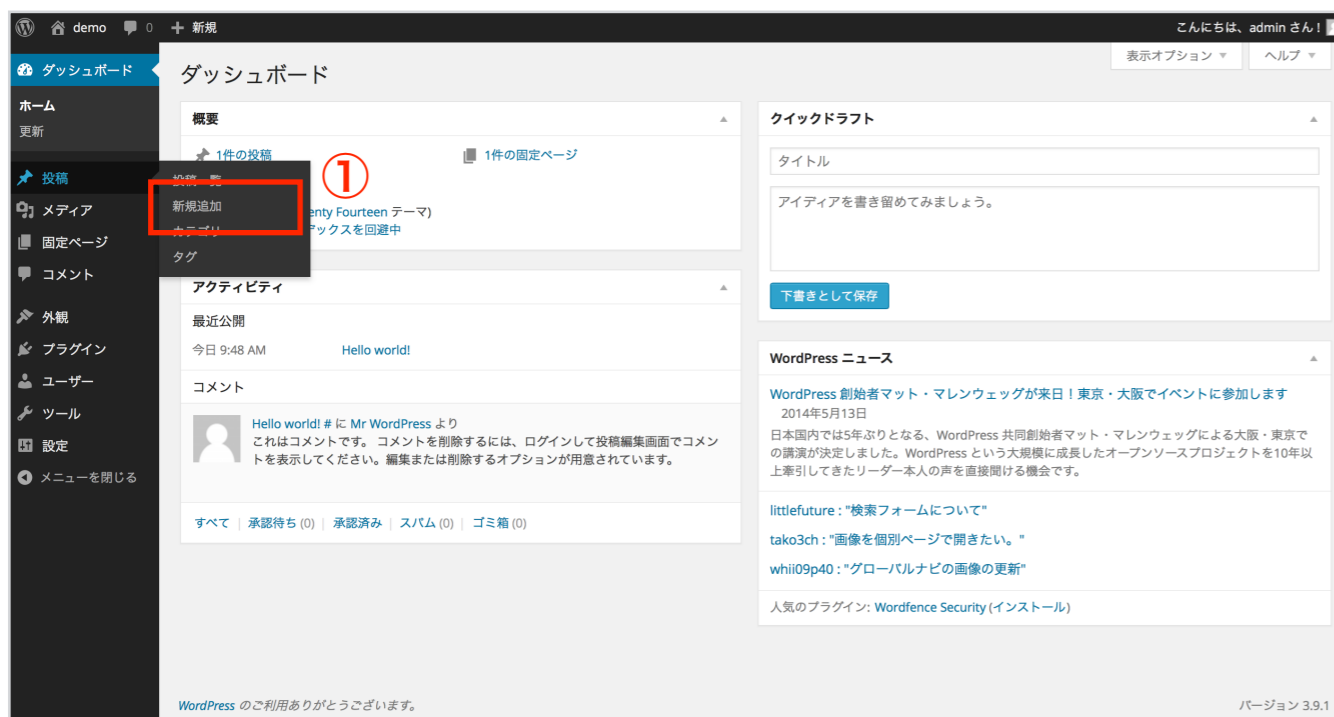 demo 0 新規
こんにちは、admin さん !
ダッシュボード
ホーム
更新
投稿
メディア
固定ページ
コメント
外観
プラグイン
ユーザー
ツール
設定
メニューを閉じる
投稿一覧
新規追加
カテゴリ
タグ
①
表示オプション
ヘルプ
ダッシュボード
概要
1件の投稿
1件の固定ページ
enty Fourteen テーマ)
ックスを回避中
アクティビティ
最近公開
今日 9:48 AM Hello world!
コメント
Hello world! # に Mr WordPress より
これはコメントです。 コメントを削除するには、ログインして投稿編集画面でコメン
トを表示してください。編集または削除するオプションが用意されています。
すべて | 承認待ち (0) | 承認済み | スパム (0) | ゴミ箱 (0)
クイックドラフト
タイトル
アイディアを書き留めてみましょう。
下書きとして保存
WordPress ニュース
WordPress 創始者マット・マレンウェッグが来日！東京・大阪でイベントに参加します
2014年5月13日
日本国内では5年ぶりとなる、WordPress 共同創始者マット・マレンウェッグによる大阪・東京で
の講演が決定しました。WordPress という大規模に成長したオープンソースプロジェクトを10年以
上牽引してきたリーダー本人の声を直接聞ける機会です。
littlefuture : "検索フォームについて"
tako3ch : "画像を個別ページで開きたい。"
whii09p40 : "グローバルナビの画像の更新"
人気のプラグイン: Wordfence Security (インストール)
WordPress のご利用ありがとうございます。
バージョン 3.9.1